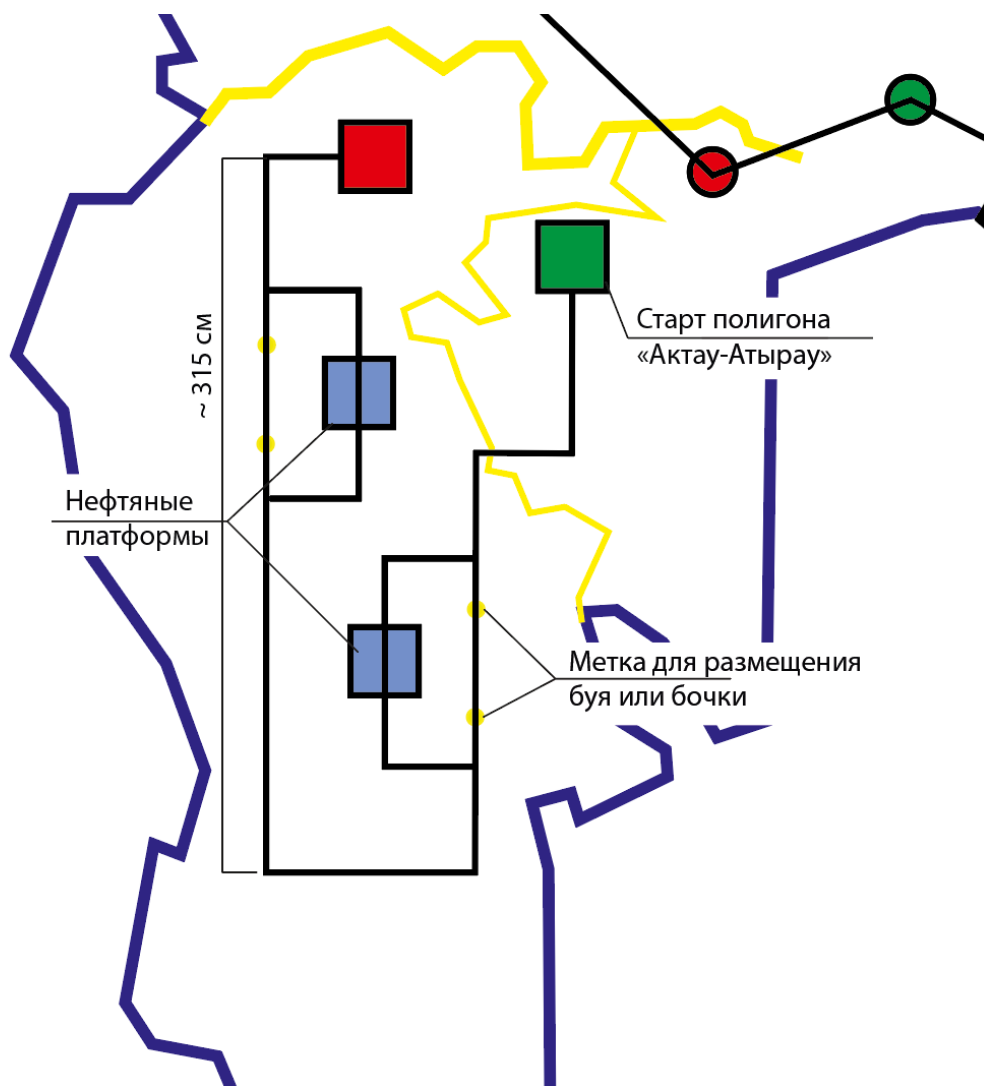 Старт полигона
«Актау-Атырау»
~ 315 см
Нефтяные
платформы
Метка для размещения
буя или бочки